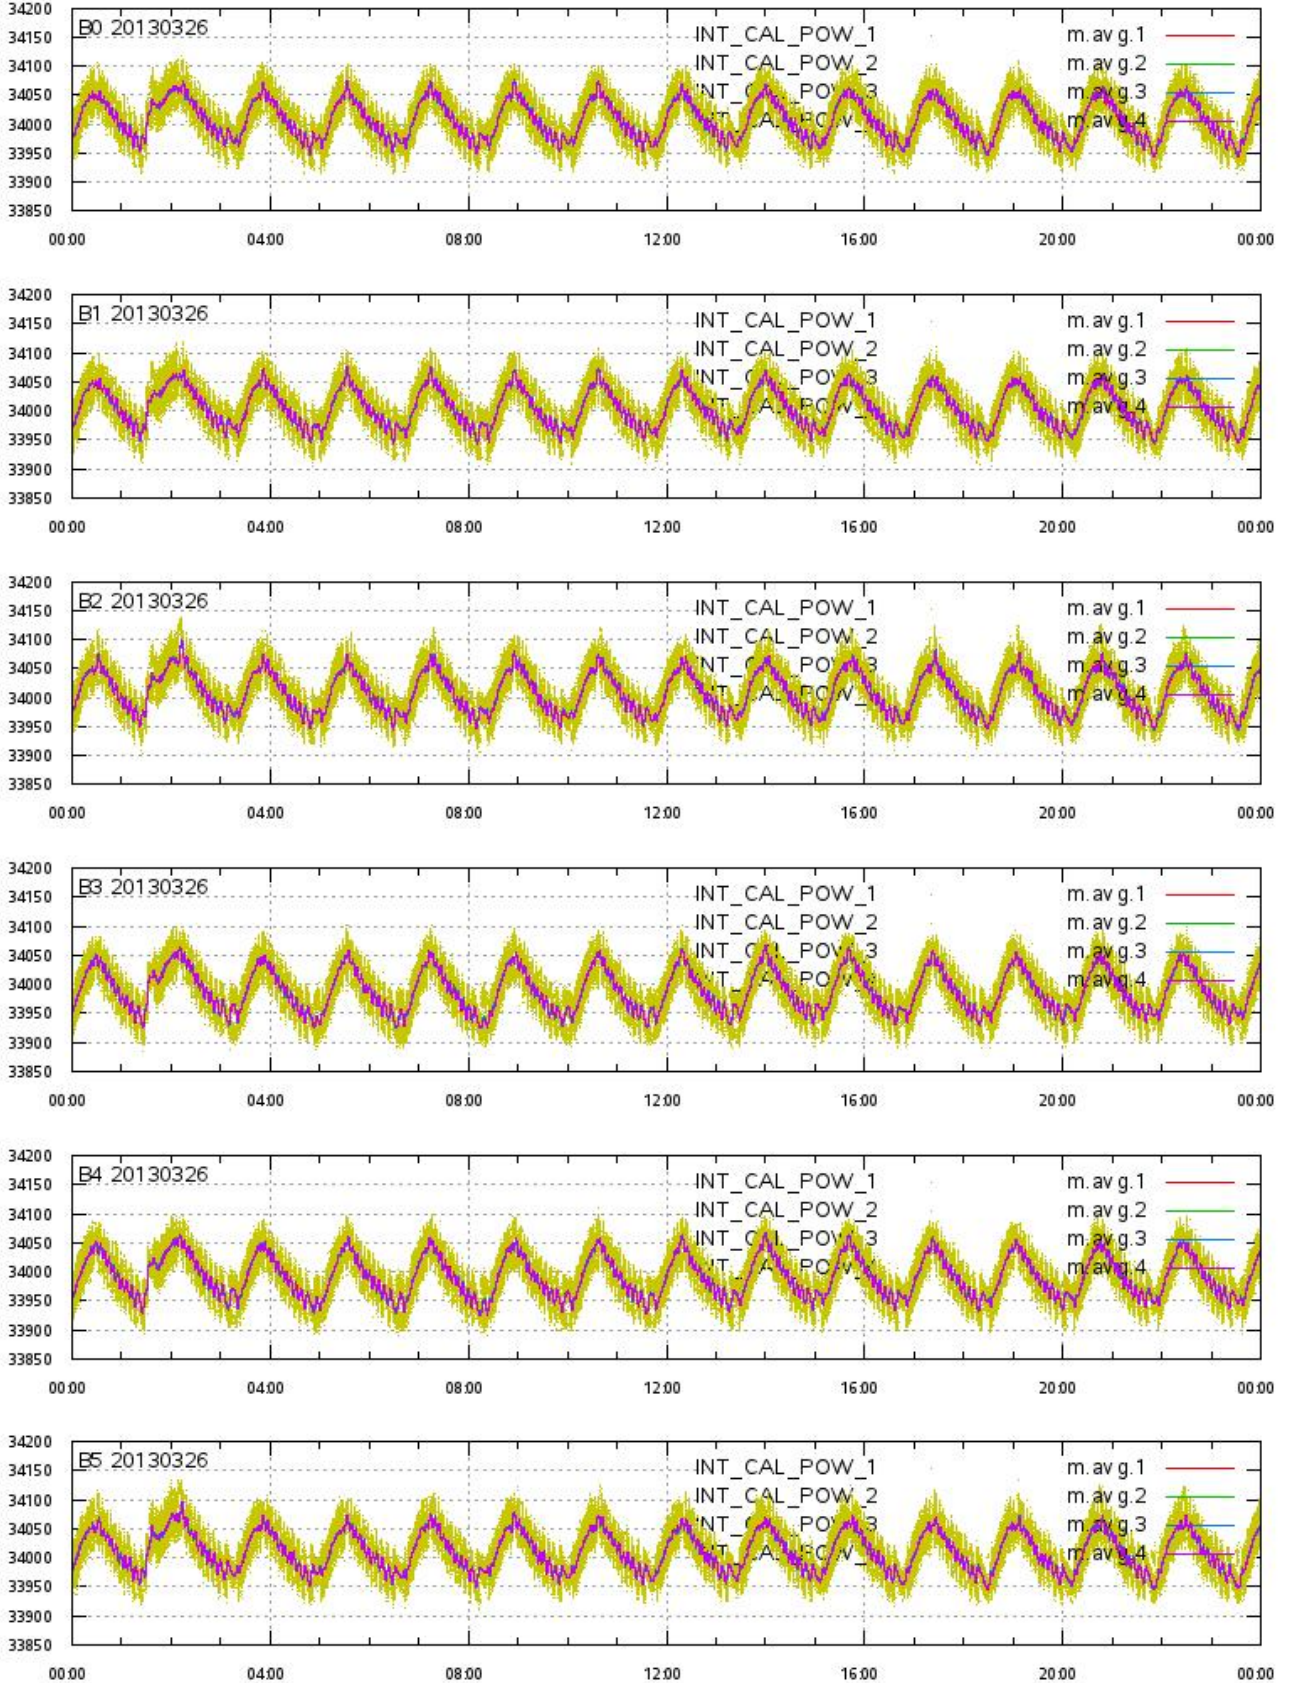 34200
B0 20130326 INT_CAL_POW_1 m.avg.1
34150
34100 INT_CAL_POW_2 m.avg.2
34050 m.avg.3
34000 m.avg.4
33950
33900
33850
00:00 04:00 08:00 12:00 16:00 20:00 00:00
34200
B1 20130326 INT_CAL_POW_1 m.avg.1
34150
34100 INT_CAL_POW_2 m.avg.2
34050 m.avg.3
34000 m.avg.4
33950
33900
33850
00:00 04:00 08:00 12:00 16:00 20:00 00:00
34200
B2 20130326 INT_CAL_POW_1 m.avg.1
34150
34100 INT_CAL_POW_2 m.avg.2
34050 m.avg.3
34000 m.avg.4
33950
33900
33850
00:00 04:00 08:00 12:00 16:00 20:00 00:00
34200
B3 20130326 INT_CAL_POW_1 m.avg.1
34150
34100 INT_CAL_POW_2 m.avg.2
34050 m.avg.3
34000 m.avg.4
33950
33900
33850
00:00 04:00 08:00 12:00 16:00 20:00 00:00
34200
B4 20130326 INT_CAL_POW_1 m.avg.1
34150
34100 INT_CAL_POW_2 m.avg.2
34050 m.avg.3
34000 m.avg.4
33950
33900
33850
00:00 04:00 08:00 12:00 16:00 20:00 00:00
34200
B5 20130326 INT_CAL_POW_1 m.avg.1
34150
34100 INT_CAL_POW_2 m.avg.2
34050 m.avg.3
34000 m.avg.4
33950
33900
33850
00:00 04:00 08:00 12:00 16:00 20:00 00:00